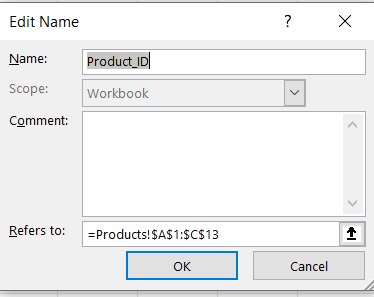 Edit Name ? ×
Name: Product_ID
Scope: Workbook
Comment:
Refers to: =Products!$A$1:$C$13
OK Cancel